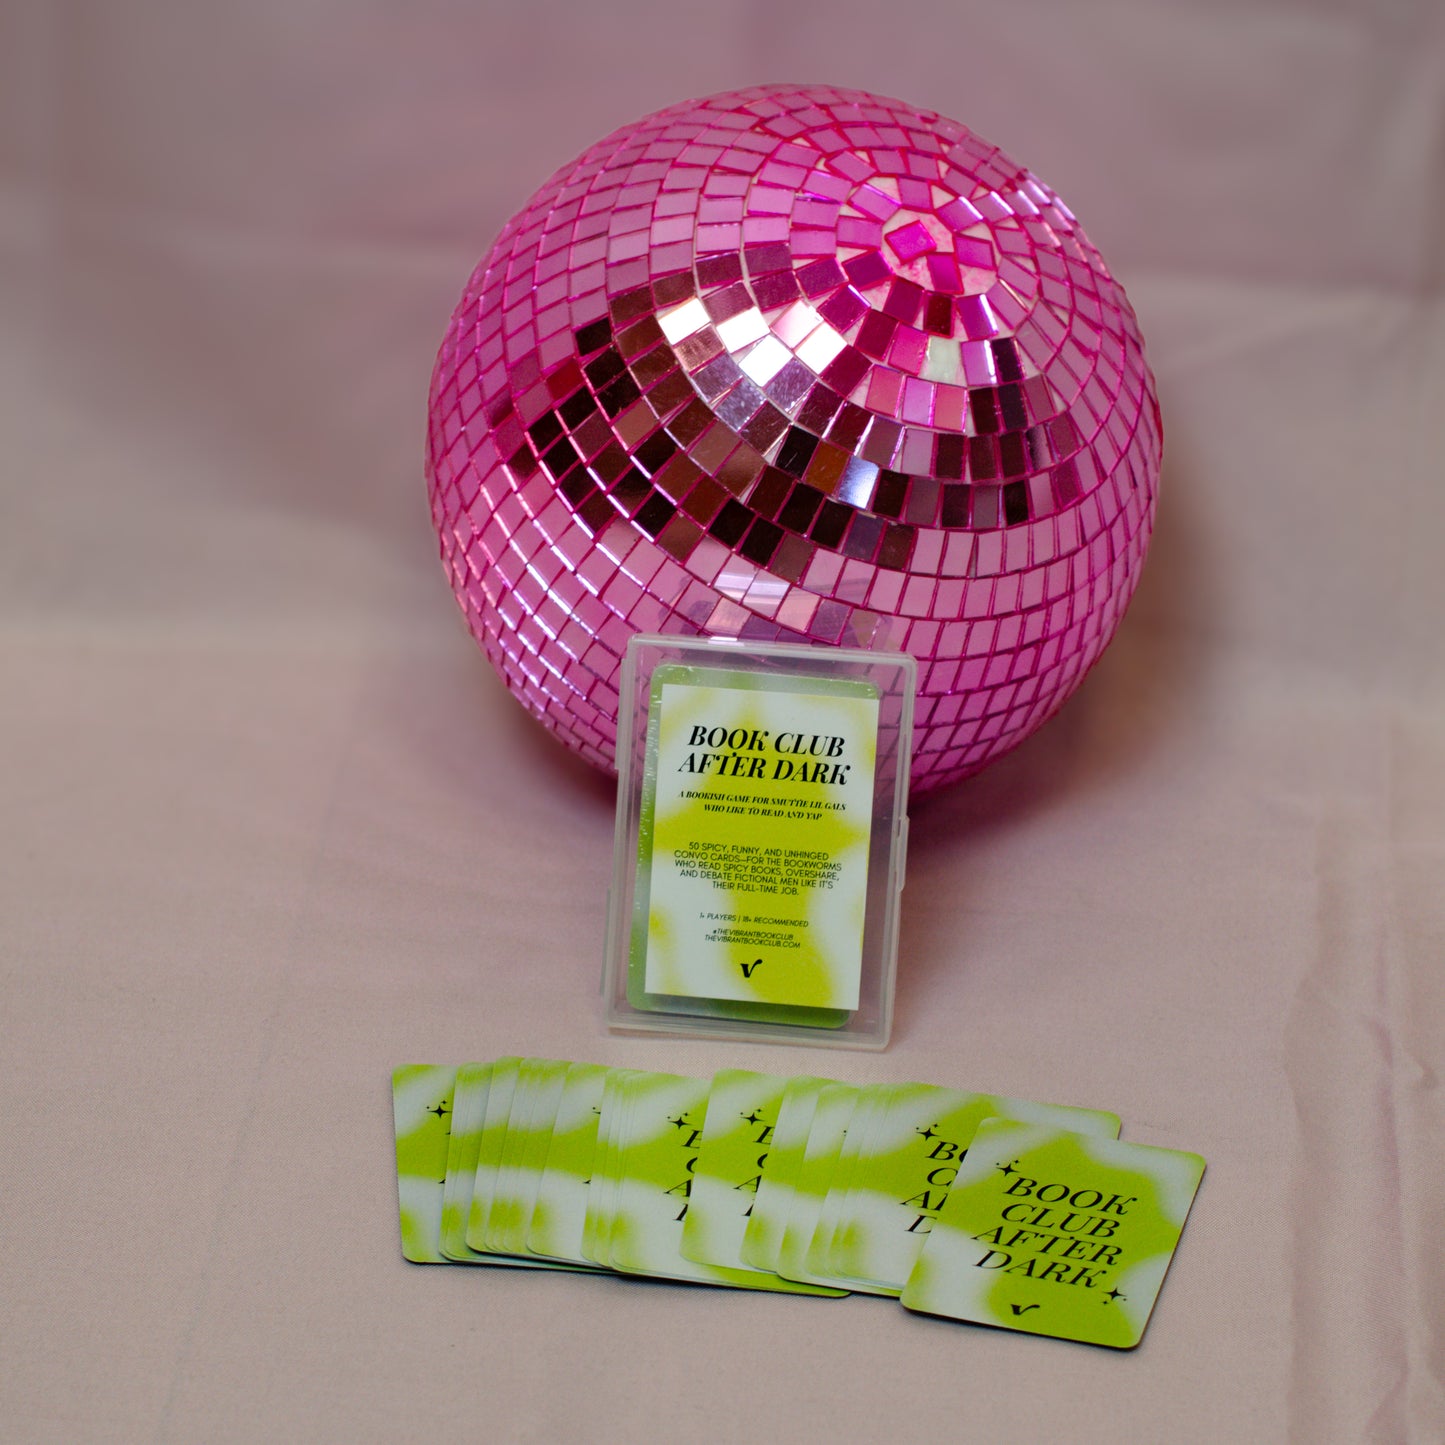 BOOK CLUB
AFTER DARK
A BOOKISH GAME FOR SMUTTIE LIL GALS
WHO LIKE TO READ AND YAP
50 SPICY, FUNNY, AND UNHINGED
CONVO CARDS—FOR THE BOOKWORMS
WHO READ SPICY BOOKS, OVERSHARE,
AND DEBATE FICTIONAL MEN LIKE IT'S
THEIR FULL-TIME JOB.
1+ PLAYERS | 18+ RECOMMENDED
@THEVIBRANTBOOKCLUB
THEVIBRANTBOOKCLUB.COM
V
BOOK
CLUB
AFTER
DARK
V